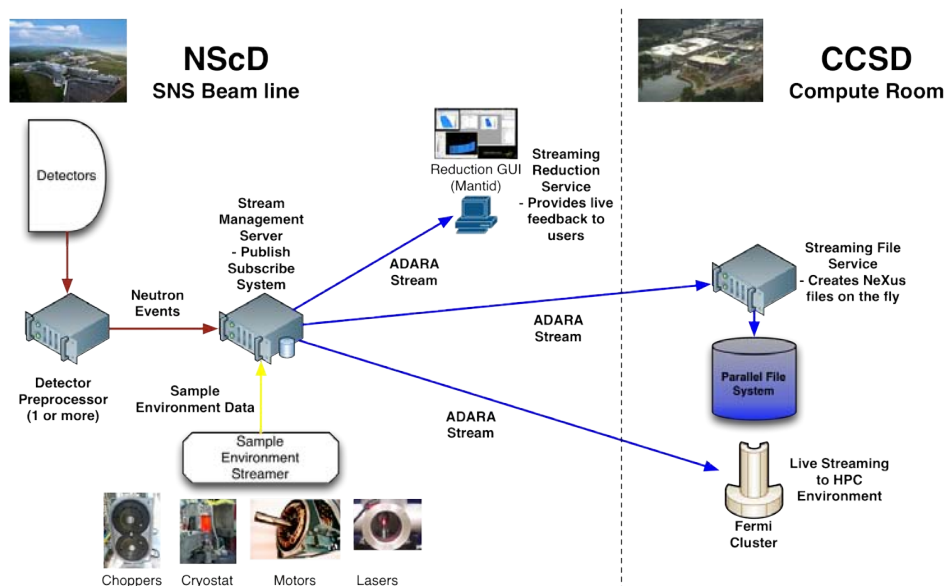 NScD
SNS Beam line
CCSD
Compute Room
Detectors
Reduction GUI
(Mantid)
Streaming
Reduction
Service
- Provides live
feedback to
users
Stream
Management
Server
- Publish
Subscribe
System
ADARA
Stream
Streaming File
Service
- Creates NeXus
files on the fly
Neutron
Events
ADARA
Stream
Detector
Preprocessor
(1 or more)
Sample
Environment Data
Parallel File
System
ADARA
Stream
Sample
Environment
Streamer
Live Streaming
to HPC
Environment
Fermi
Cluster
Choppers
Cryostat
Motors
Lasers